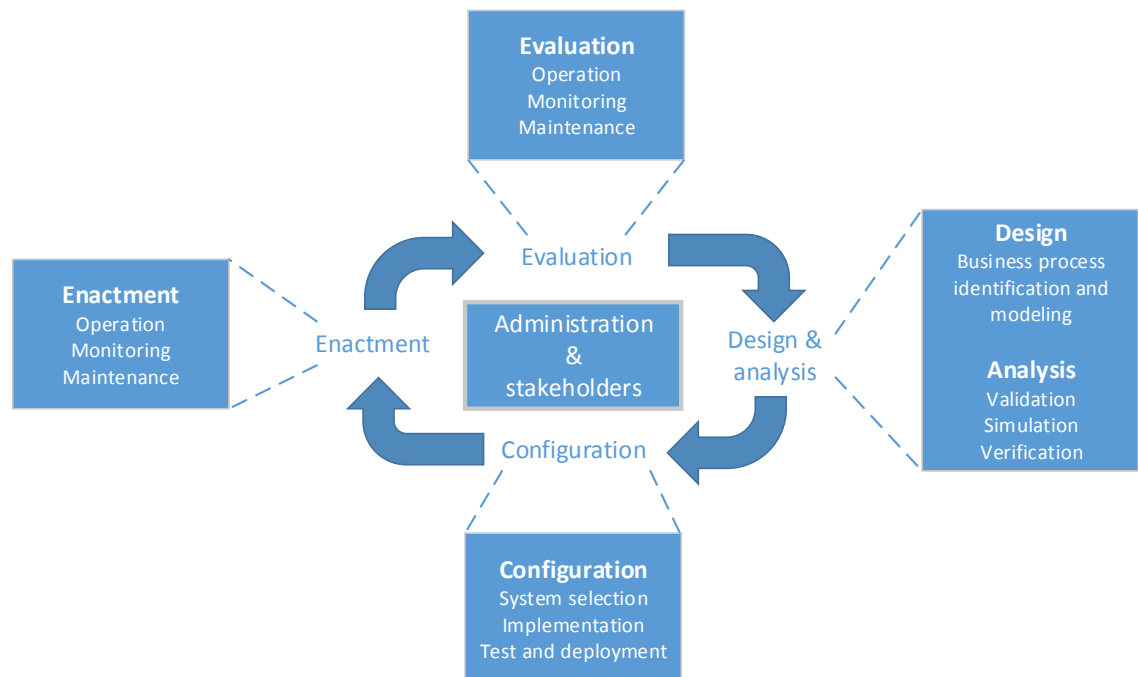 Evaluation
Operation
Monitoring
Maintenance
Evaluation
Design
Business process
identification and
modeling
Analysis
Validation
Simulation
Verification
Enactment
Operation
Monitoring
Maintenance
Enactment
Administration
&
stakeholders
Design &
analysis
Configuration
Configuration
System selection
Implementation
Test and deployment